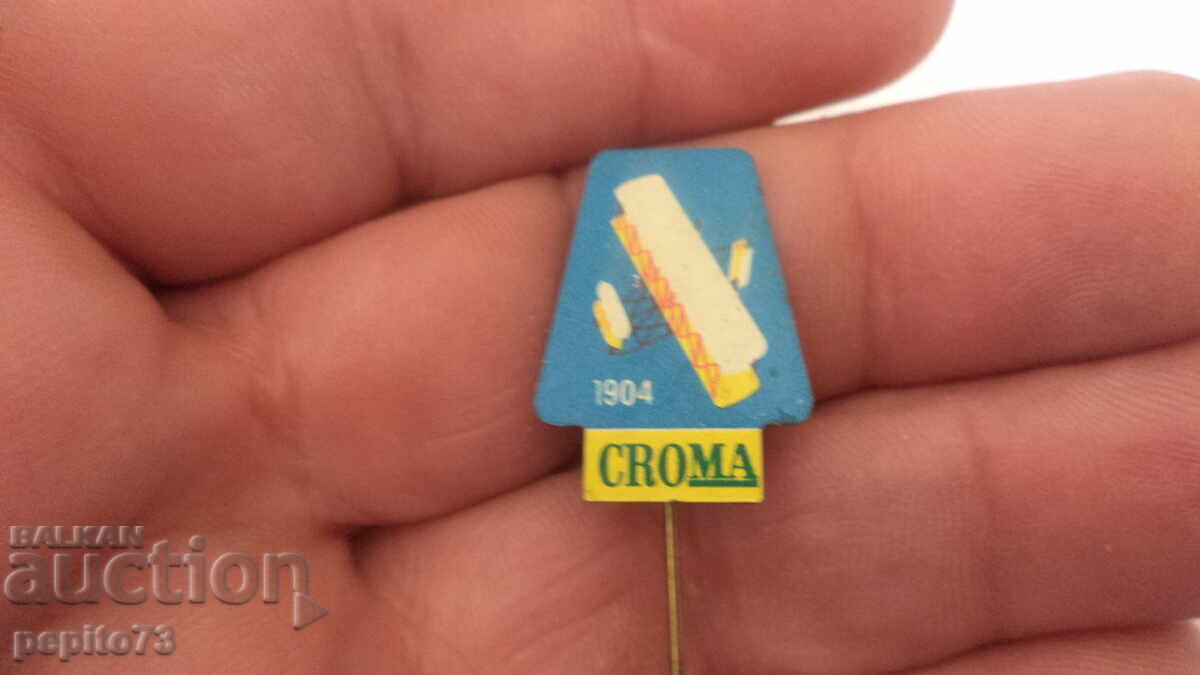 1904
CROMA
BALKAN
auction
pepito73